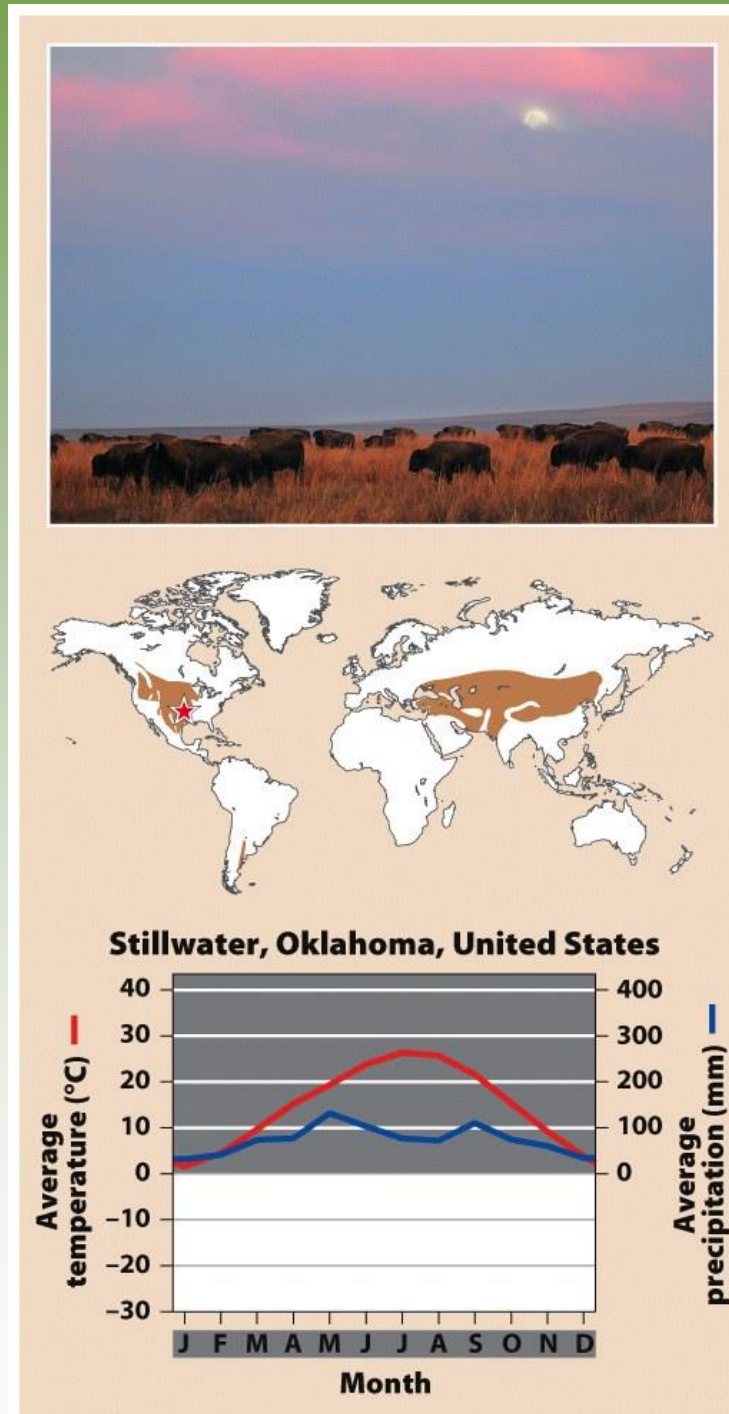 Stillwater, Oklahoma, United States
Average
temperature (°C)
40
30
20
10
0
−10
−20
−30
400
300
200
100
0
Average
precipitation (mm)
J F M A M J J A S O N D
Month